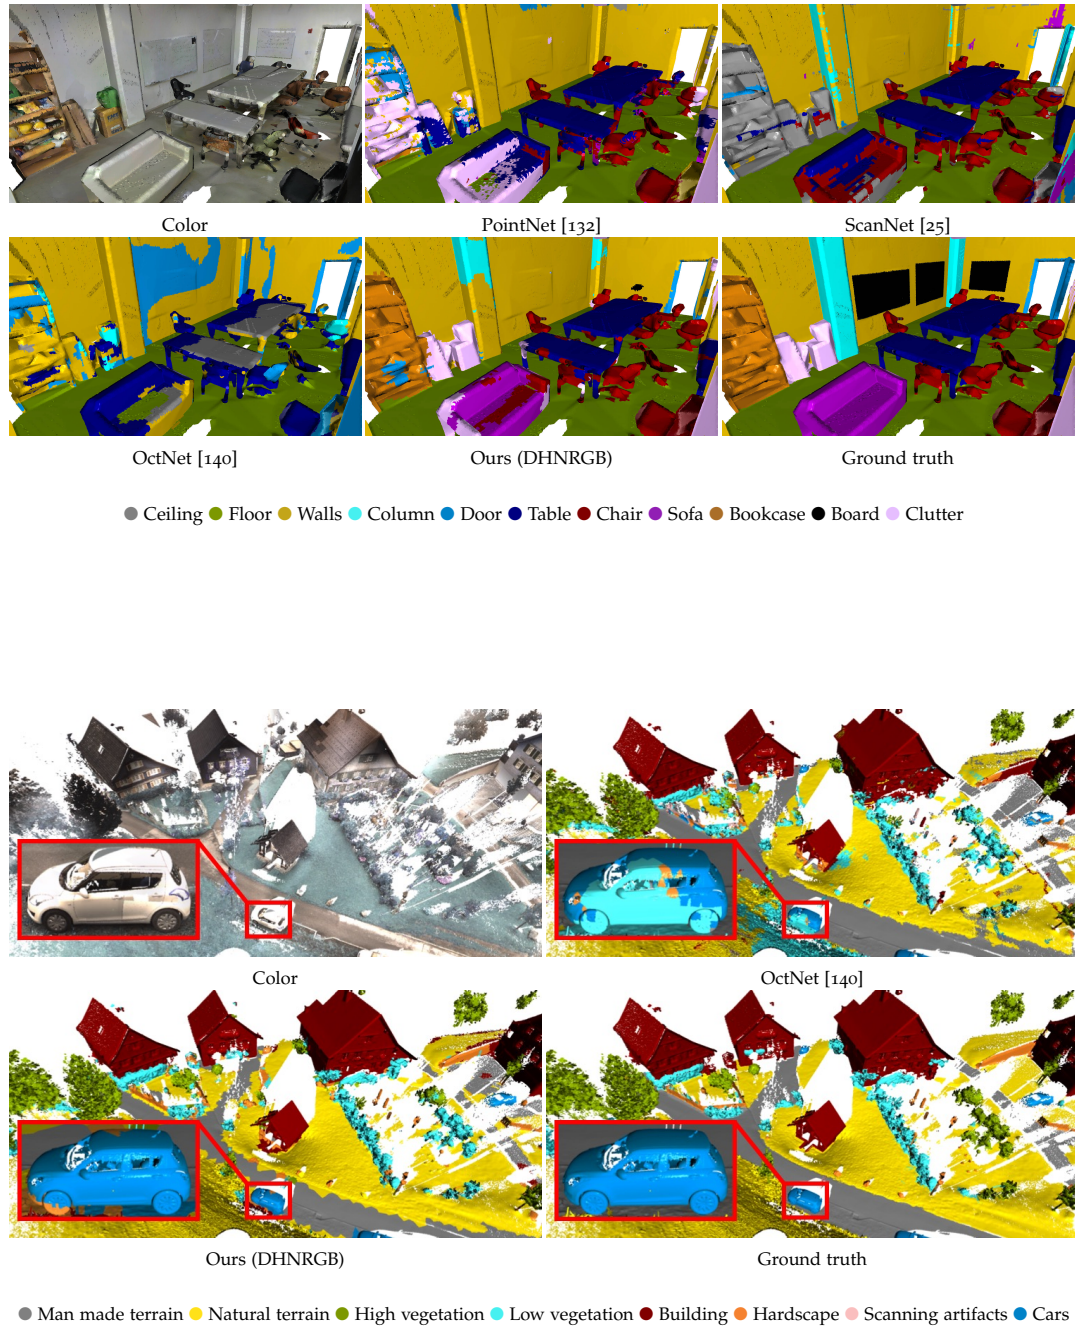 Color
PointNet [132]
ScanNet [25]
OctNet [140]
Ours (DHNRGB)
Ground truth
Ceiling Floor Walls Column Door Table Chair Sofa Bookcase Board Clutter
Color
OctNet [140]
Ours (DHNRGB)
Ground truth
Man made terrain Natural terrain High vegetation Low vegetation Building Hardscape Scanning artifacts Cars